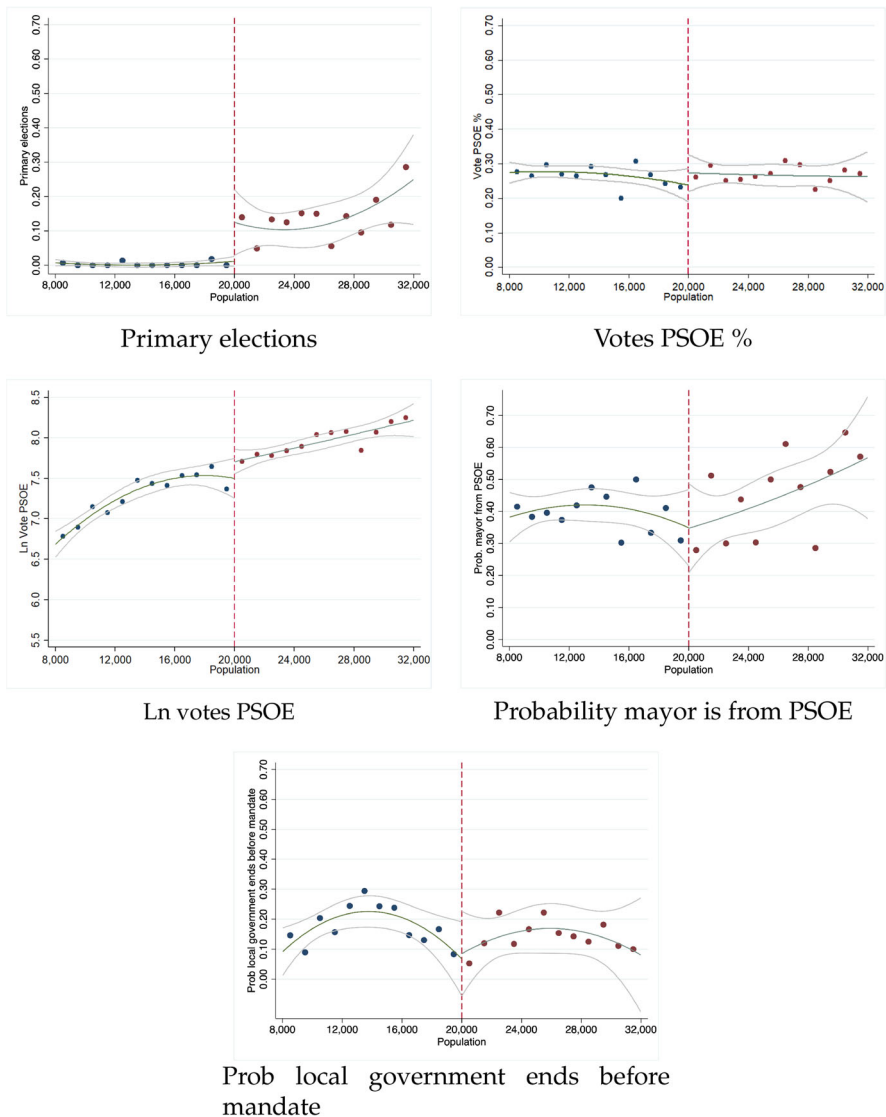 0.70
0.60
0.50
0.40
0.30
0.20
0.10
0.00
Primary elections
8,000 12,000 16,000 20,000 24,000 28,000 32,000
Population
Primary elections
0.70
0.60
0.50
0.40
0.30
0.20
0.10
0.00
Vote PSOE %
8,000 12,000 16,000 20,000 24,000 28,000 32,000
Population
Votes PSOE %
8.5
8.0
7.5
7.0
6.5
6.0
5.5
Ln Vote PSOE
8,000 12,000 16,000 20,000 24,000 28,000 32,000
Population
Ln votes PSOE
0.70
0.60
0.50
0.40
0.30
0.20
0.10
0.00
Prob. mayor from PSOE
8,000 12,000 16,000 20,000 24,000 28,000 32,000
Population
Probability mayor is from PSOE
0.70
0.60
0.50
0.40
0.30
0.20
0.10
0.00
Prob local government ends before mandate
8,000 12,000 16,000 20,000 24,000 28,000 32,000
Population
Prob local government ends before
mandate